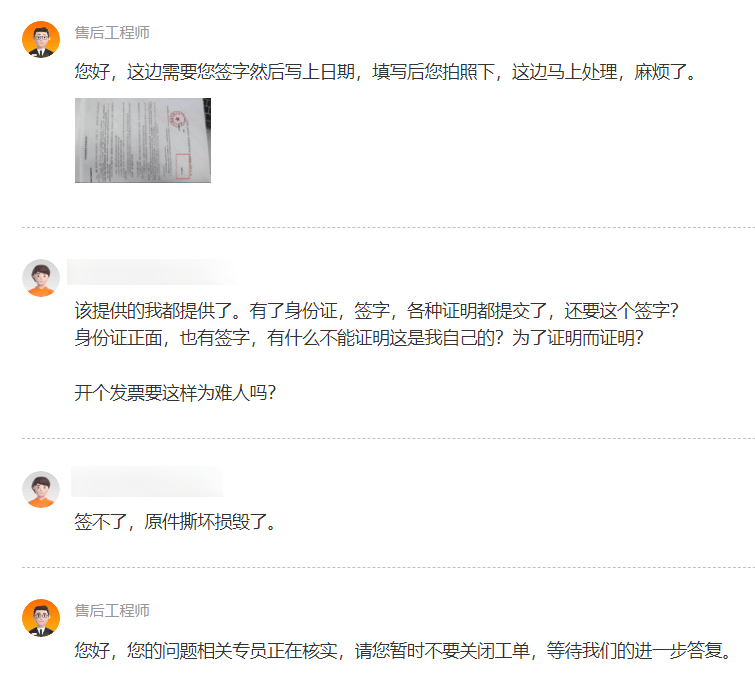 售后工程师
您好，这边需要您签字然后写上日期，填写后您拍照下，这边马上处理，麻烦了。
该提供的我都提供了。有了身份证，签字，各种证明都提交了，还要这个签字？
身份证正面，也有签字，有什么不能证明这是我自己的？为了证明而证明？
开个发票要这样为难人吗？
签不了，原件撕坏损毁了。
售后工程师
您好，您的问题相关专员正在核实，请您暂时不要关闭工单，等待我们的进一步答复。